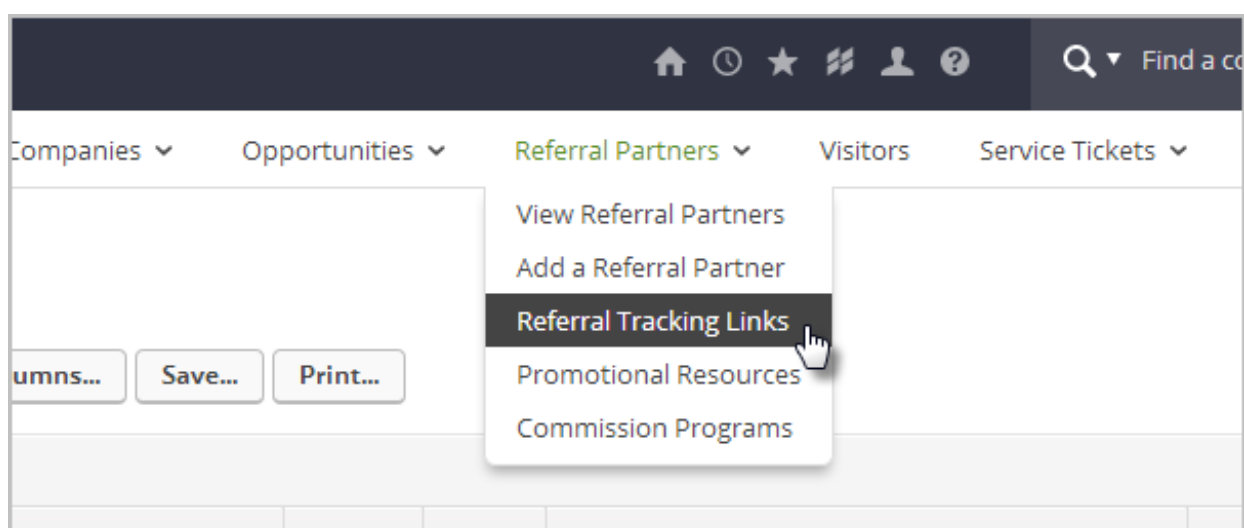 Find a co
Companies Opportunities Referral Partners Visitors Service Tickets
View Referral Partners
Add a Referral Partner
Referral Tracking Links
umns... Save... Print...
Promotional Resources
Commission Programs